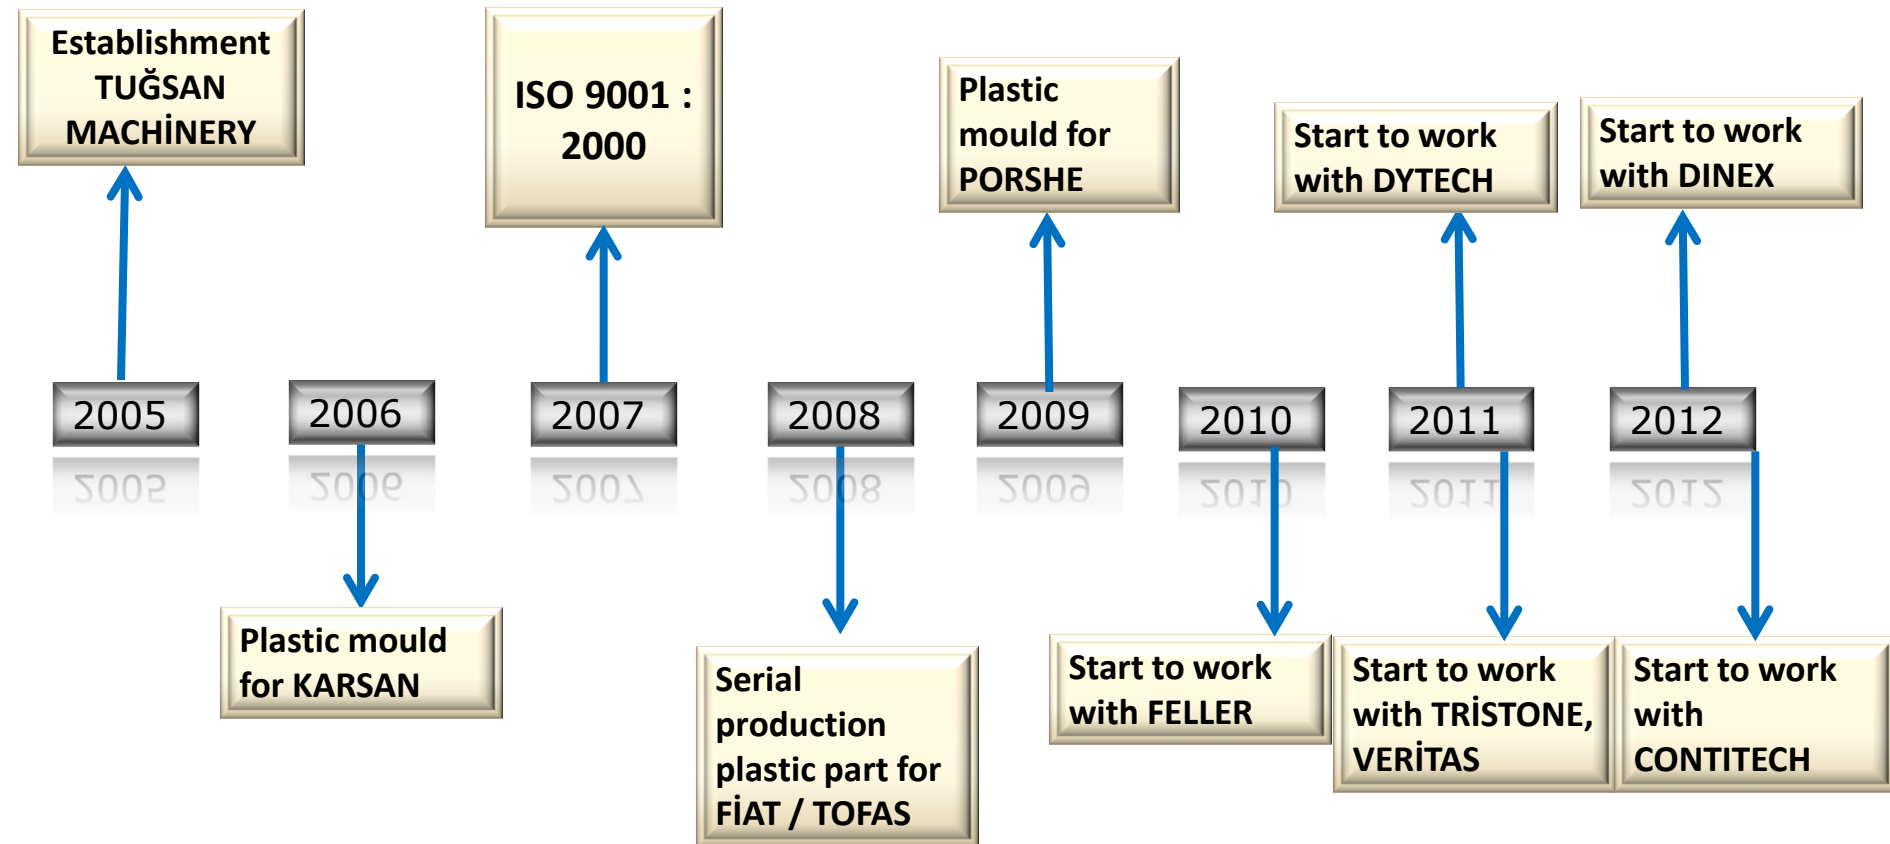 Establishment
TUĞSAN
MACHİNERY
ISO 9001 :
2000
Plastic
mould for
PORSHE
Start to work
with DYTECH
Start to work
with DINEX
2005
2006
2007
2008
2009
2010
2011
2012
Plastic mould
for KARSAN
Serial
production
plastic part for
FİAT / TOFAS
Start to work
with FELLER
Start to work
with TRİSTONE,
VERİTAS
Start to work
with
CONTITECH